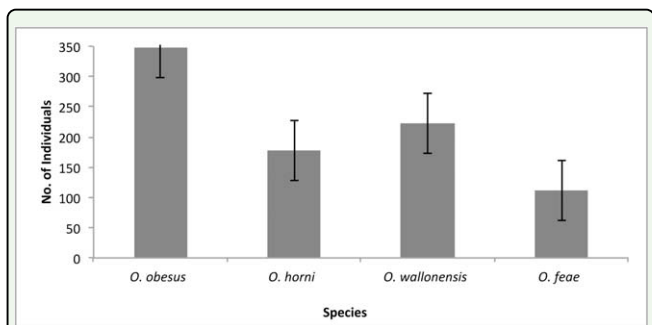 350
300
250
200
150
100
50
0
No. of Individuals
O. obesus O. horni O. wallonensis O. feae
Species